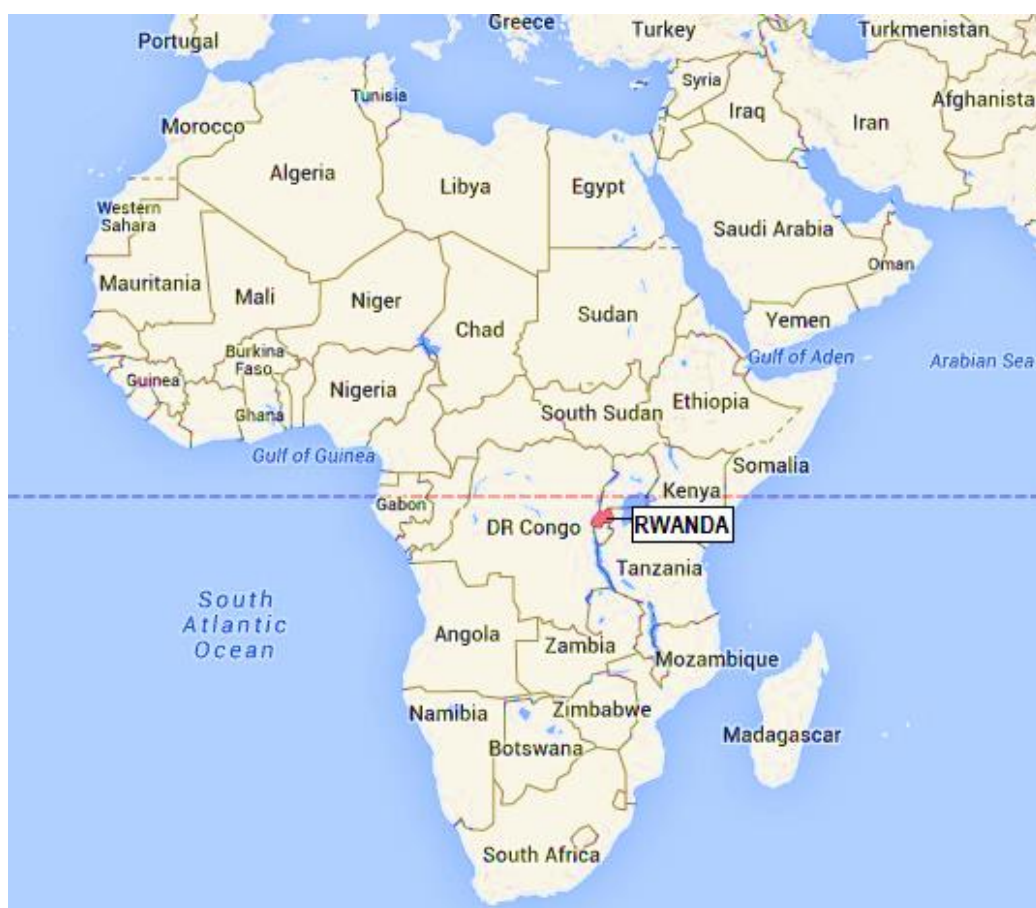 Greece
Turkey
Turkmenistan
Portugal
Syria
Afghanista
Tunisia
Iraq
Iran
Morocco
Algeria
Libya
Egypt
Western
Sahara
Saudi Arabia
Oman
Mauritania
Mali
Niger
Chad
Sudan
Yemen
Gulf of Aden
Arabian Sea
Burkina
Faso
Guinea
Nigeria
Ethiopia
South Sudan
Ghana
Gulf of Guinea
Somalia
Kenya
Gabon
DR Congo
RWANDA
Tanzania
South
Atlantic
Ocean
Angola
Zambia
Mozambique
Namibia
Zimbabwe
Madagascar
Botswana
South Africa